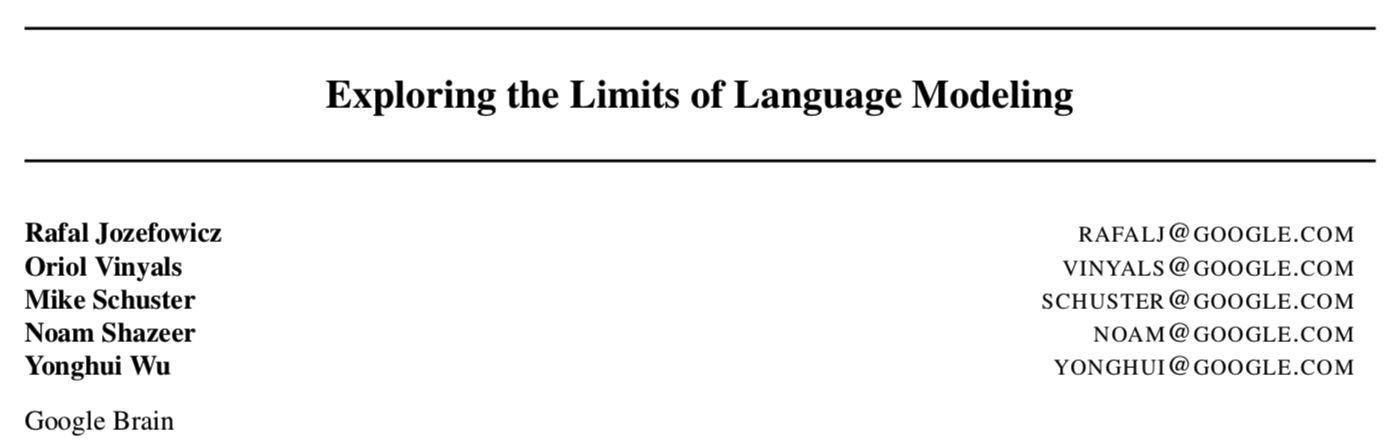 Exploring the Limits of Language Modeling
Rafal Jozefowicz RAFALJ@GOOGLE.COM
Oriol Vinyals VINYALS@GOOGLE.COM
Mike Schuster SCHUSTER@GOOGLE.COM
Noam Shazeer NOAM@GOOGLE.COM
Yonghui Wu YONGHUI@GOOGLE.COM
Google Brain